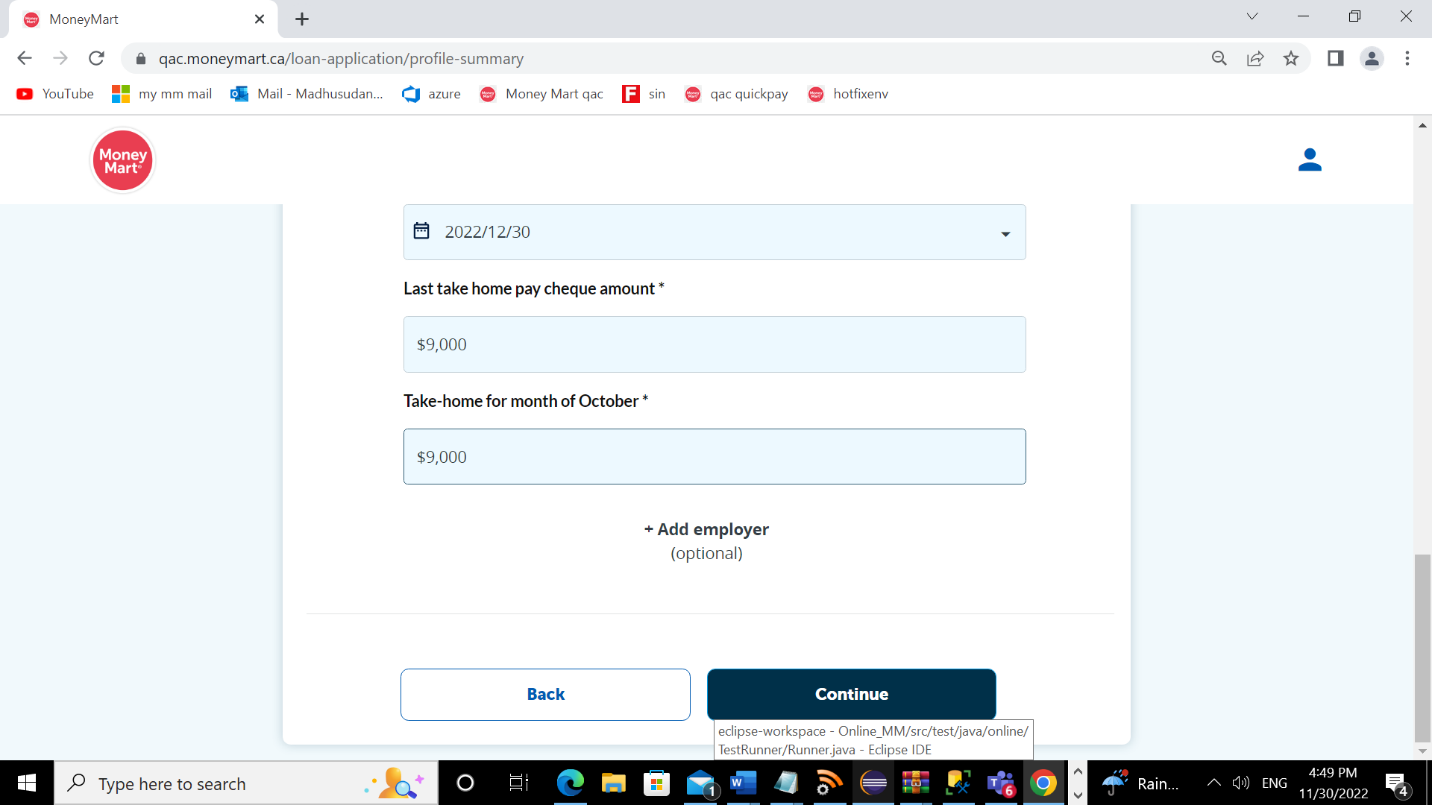 MoneyMart
qac.moneymart.ca/loan-application/profile-summary
YouTube
my mm mail
Mail - Madhusudan...
azure
Money Mart qac
sin
qac quickpay
hotfixenv
Money
Mart
2022/12/30
Last take home pay cheque amount *
$9,000
Take-home for month of October *
$9,000
+ Add employer
(optional)
Back
Continue
eclipse-workspace - Online_MM/src/test/java/online/
TestRunner/Runner.java - Eclipse IDE
Type here to search
1
6
Rain...
ENG
4:49 PM
11/30/2022
4